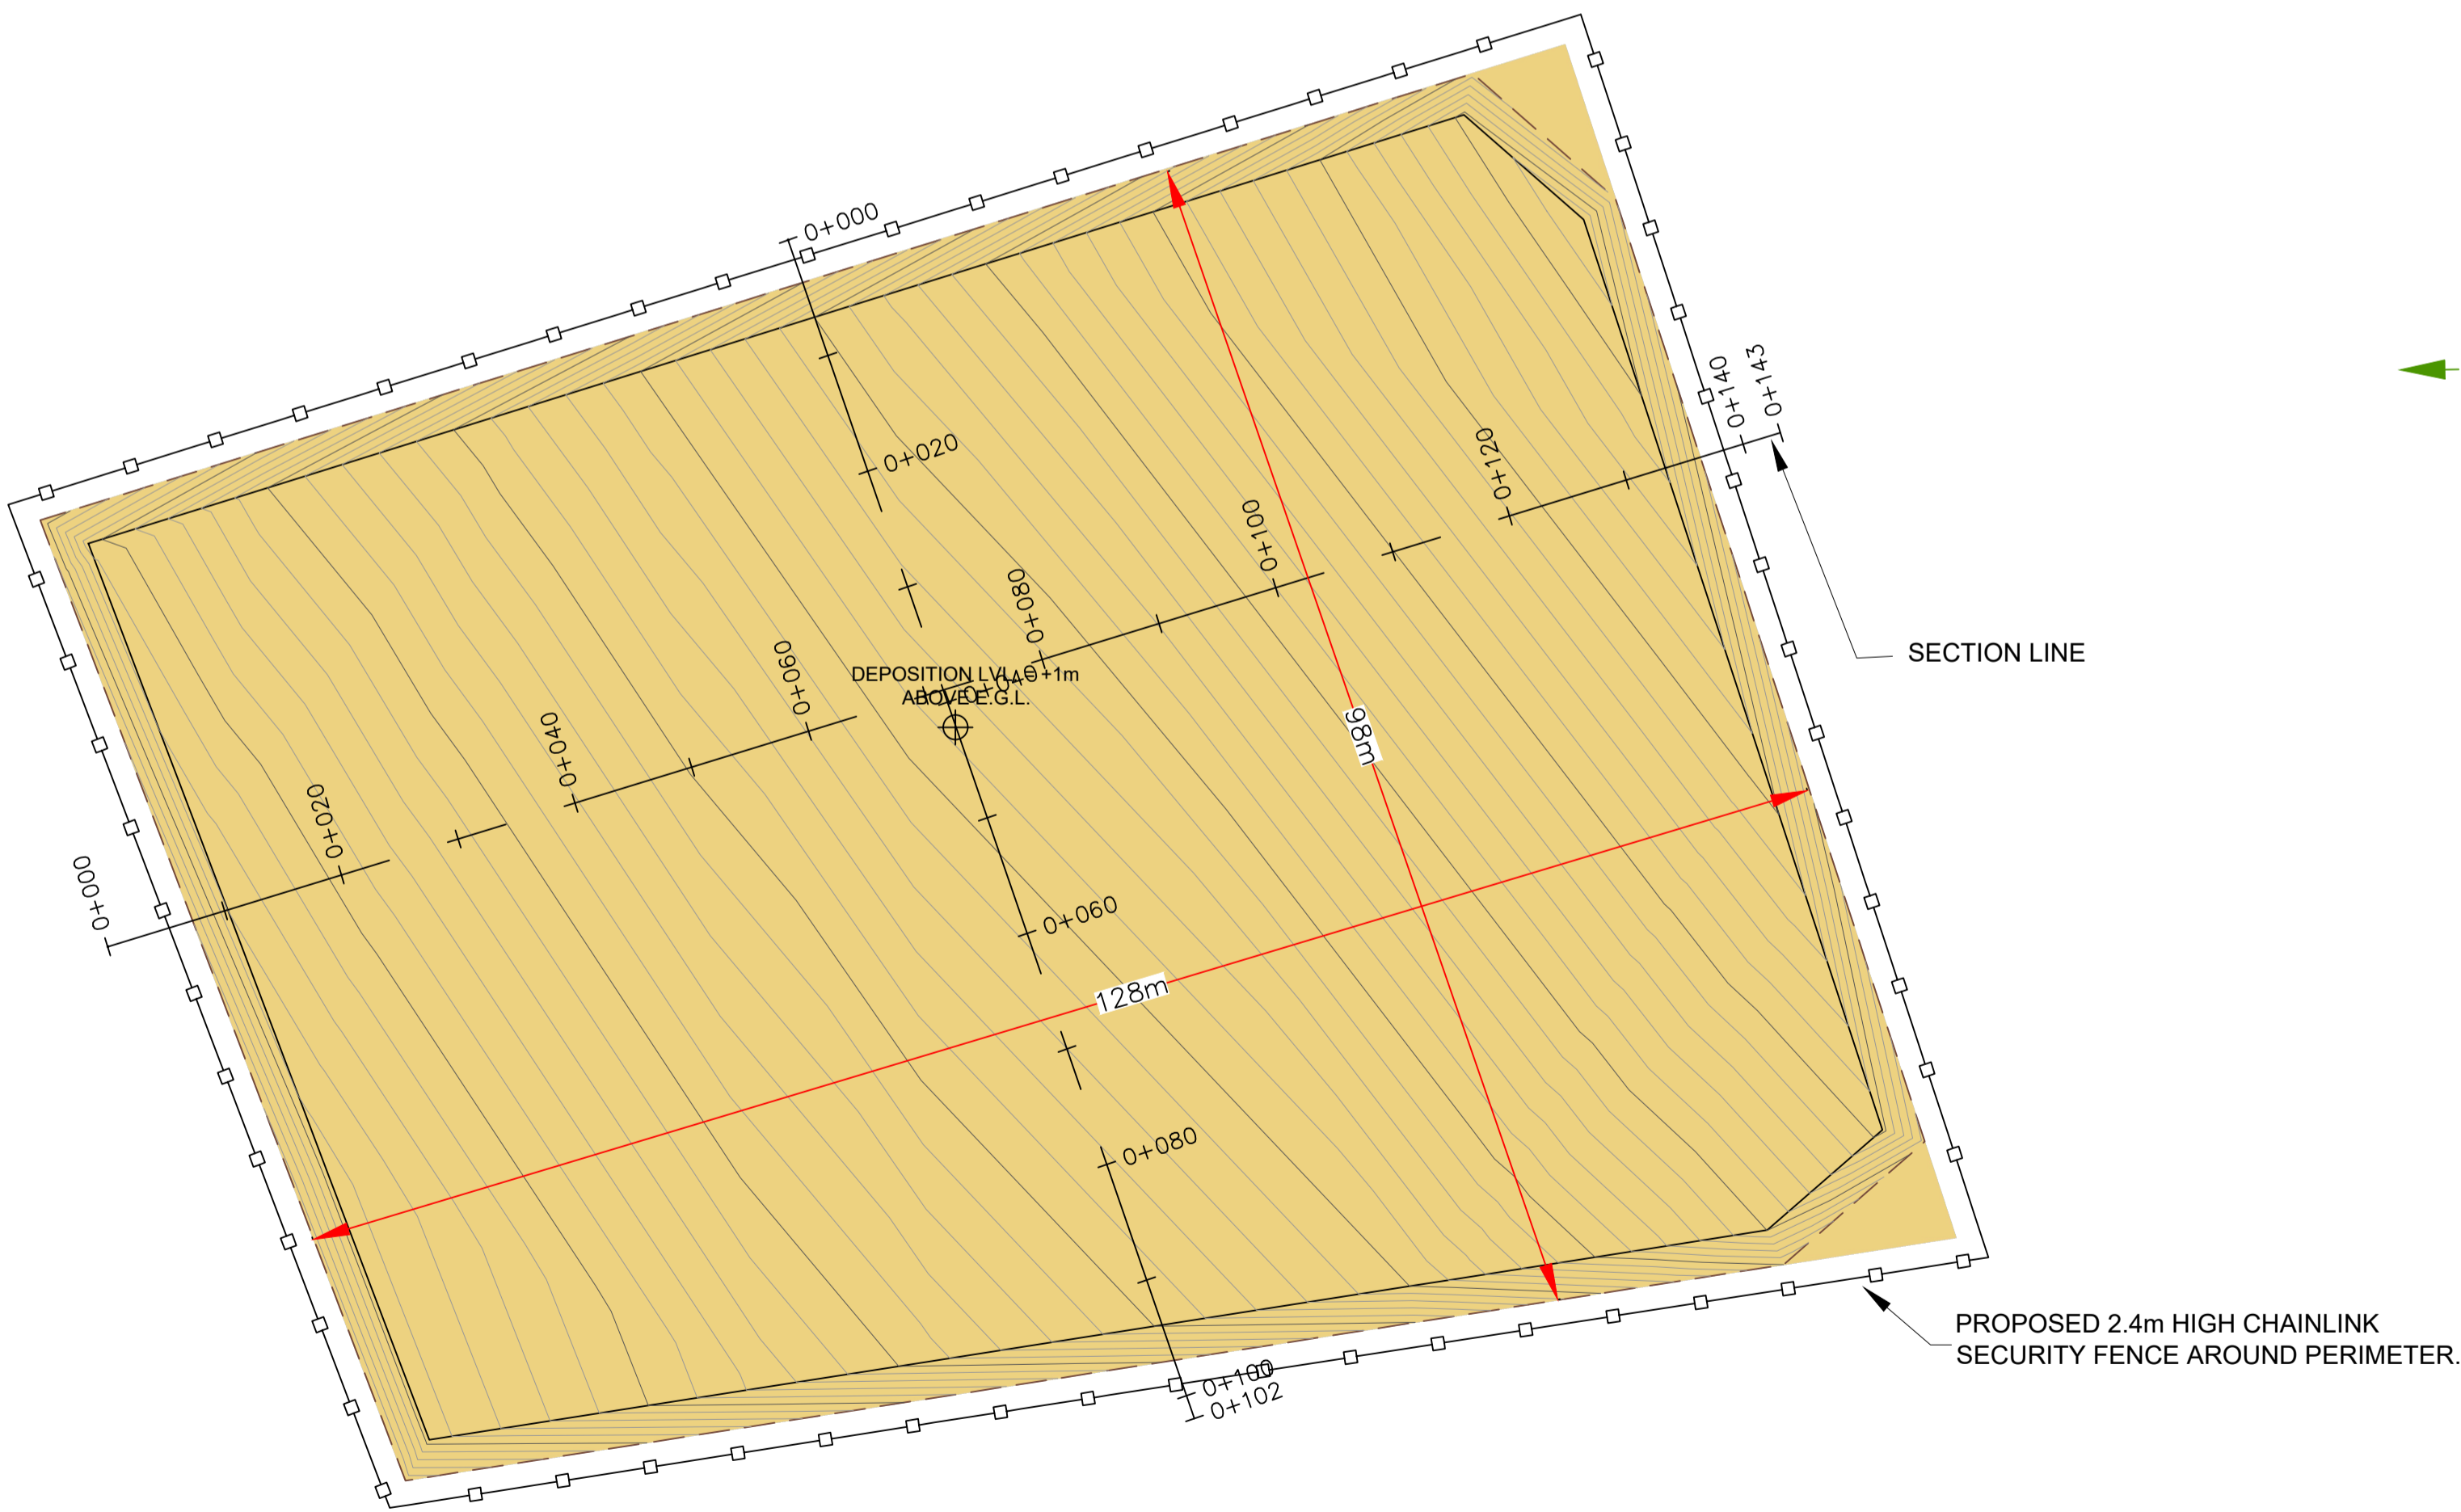 0+000
0+140
0+143
0+020
0+120
0+100
0+080
SECTION LINE
DEPOSITION LVL = +1m
ABOVE E.G.L.
0+040
0+060
98m
0+040
0+020
0+000
0+060
128m
0+080
PROPOSED 2.4m HIGH CHAINLINK
SECURITY FENCE AROUND PERIMETER.
0+100
0+102